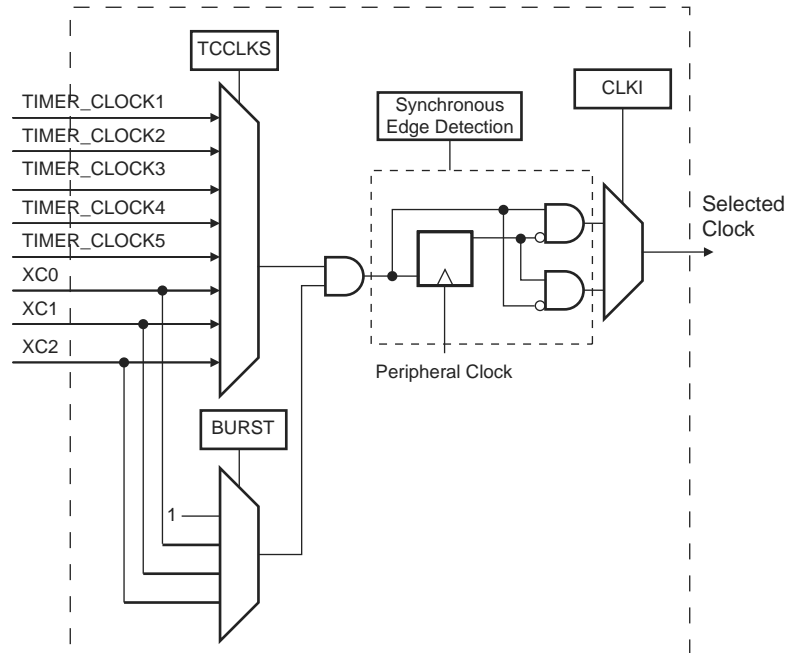 TCCLKS
TIMER_CLOCK1
TIMER_CLOCK2
TIMER_CLOCK3
TIMER_CLOCK4
TIMER_CLOCK5
XC0
XC1
XC2
Synchronous
Edge Detection
CLKI
Selected
Clock
Peripheral Clock
BURST
1